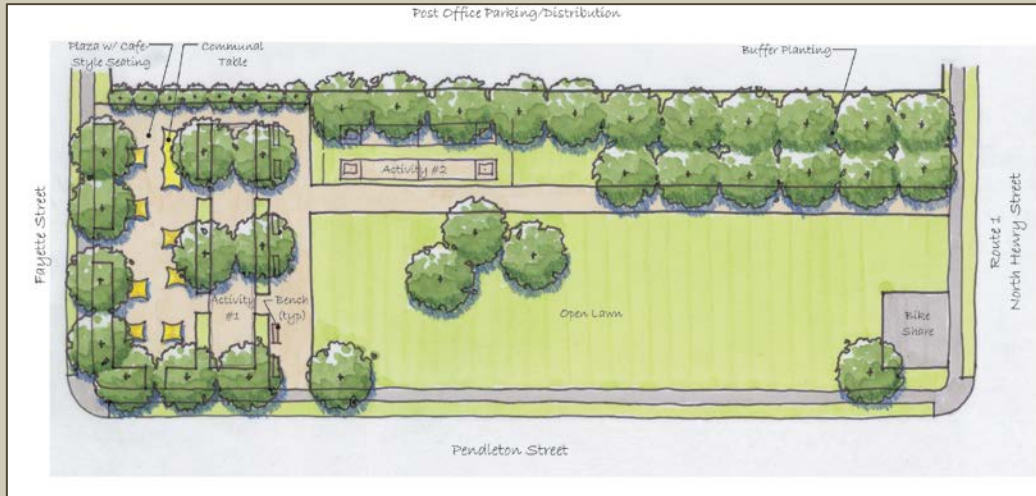 Post Office Parking/Distribution
Plaza w/ Cafe-
Style Seating
Communal
Table
Buffer Planting
Activity #2
Fayette Street
Route 1
North Henry Street
Activity
#1
Bench
(typ)
Open Lawn
Bike
Share
Pendleton Street